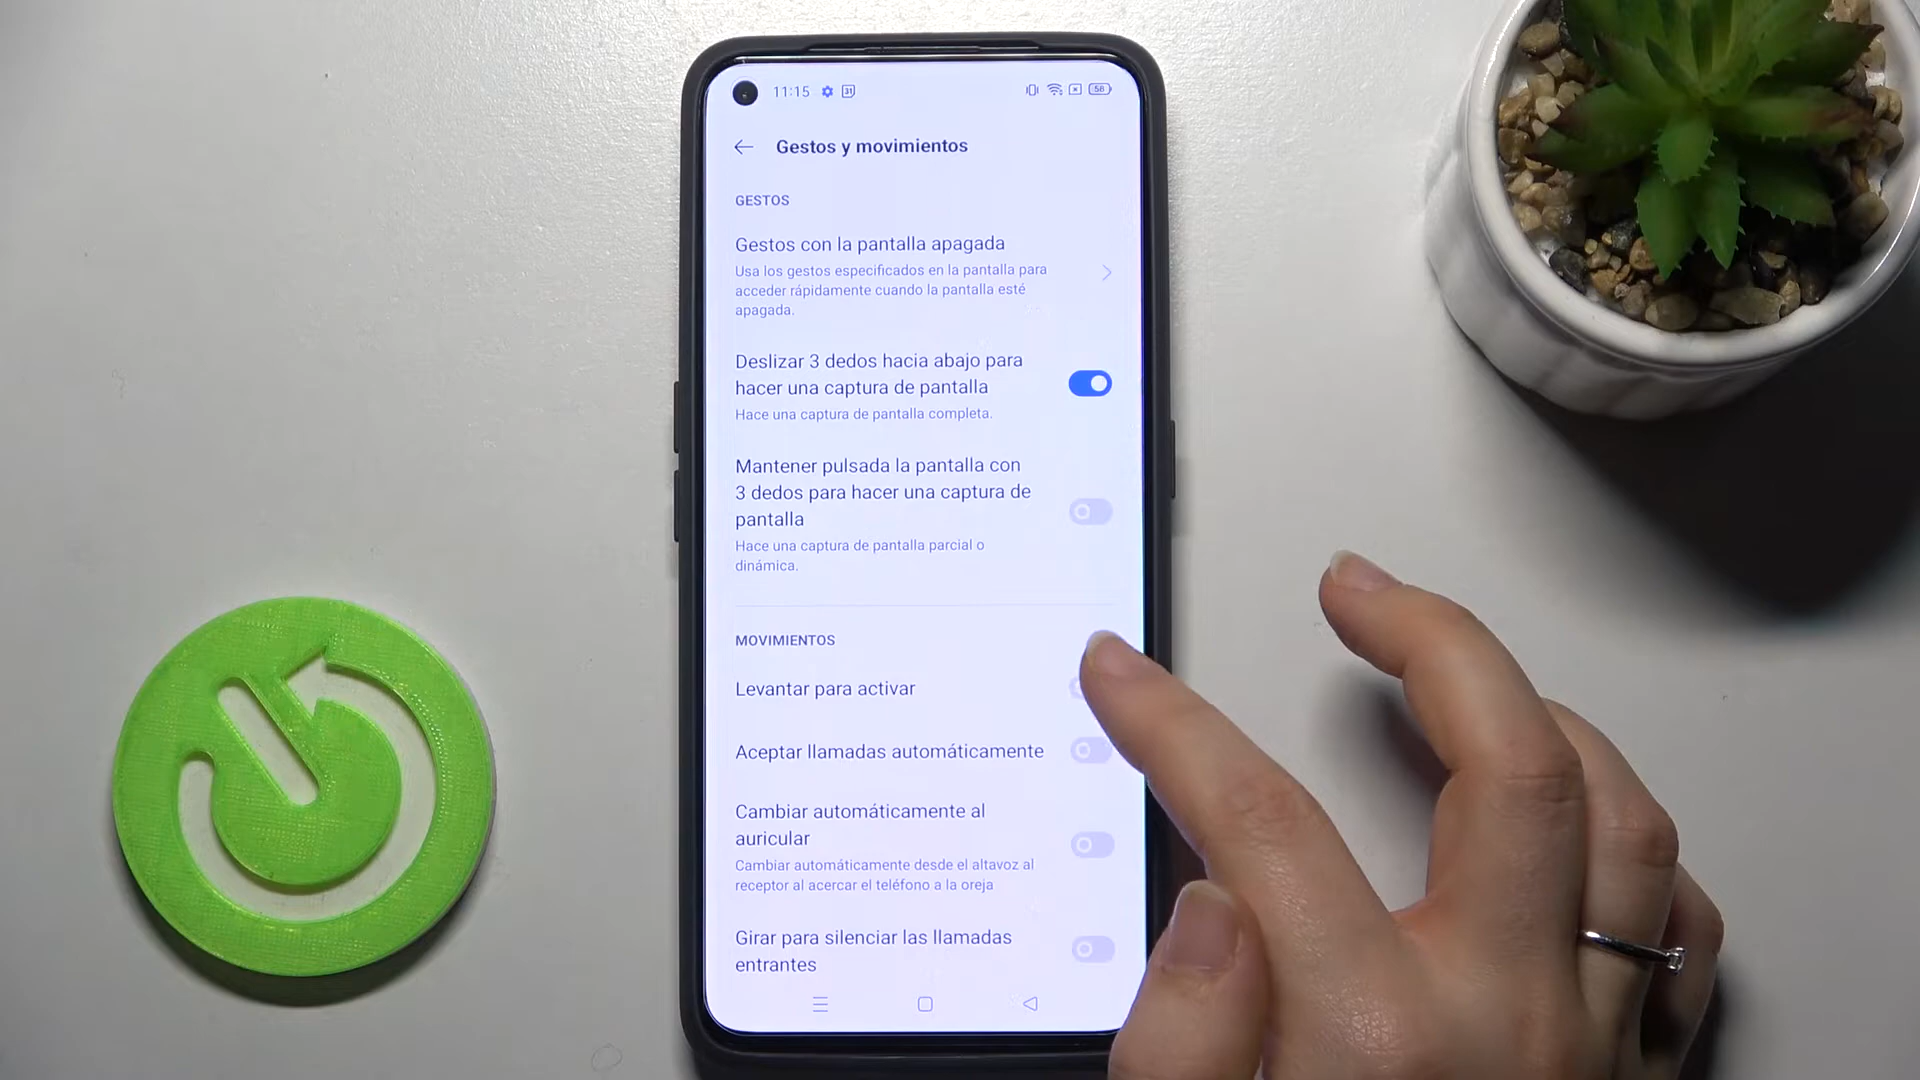 11:15
31
58
Gestos y movimientos
GESTOS
Gestos con la pantalla apagada
Usa los gestos especificados en la pantalla para
acceder rápidamente cuando la pantalla esté
apagada.
Deslizar 3 dedos hacia abajo para
hacer una captura de pantalla
Hace una captura de pantalla completa.
Mantener pulsada la pantalla con
3 dedos para hacer una captura de
pantalla
Hace una captura de pantalla parcial o
dinámica.
MOVIMIENTOS
Levantar para activar
Aceptar llamadas automáticamente
Cambiar automáticamente al
auricular
Cambiar automáticamente desde el altavoz al
receptor al acercar el teléfono a la oreja
Girar para silenciar las llamadas
entrantes